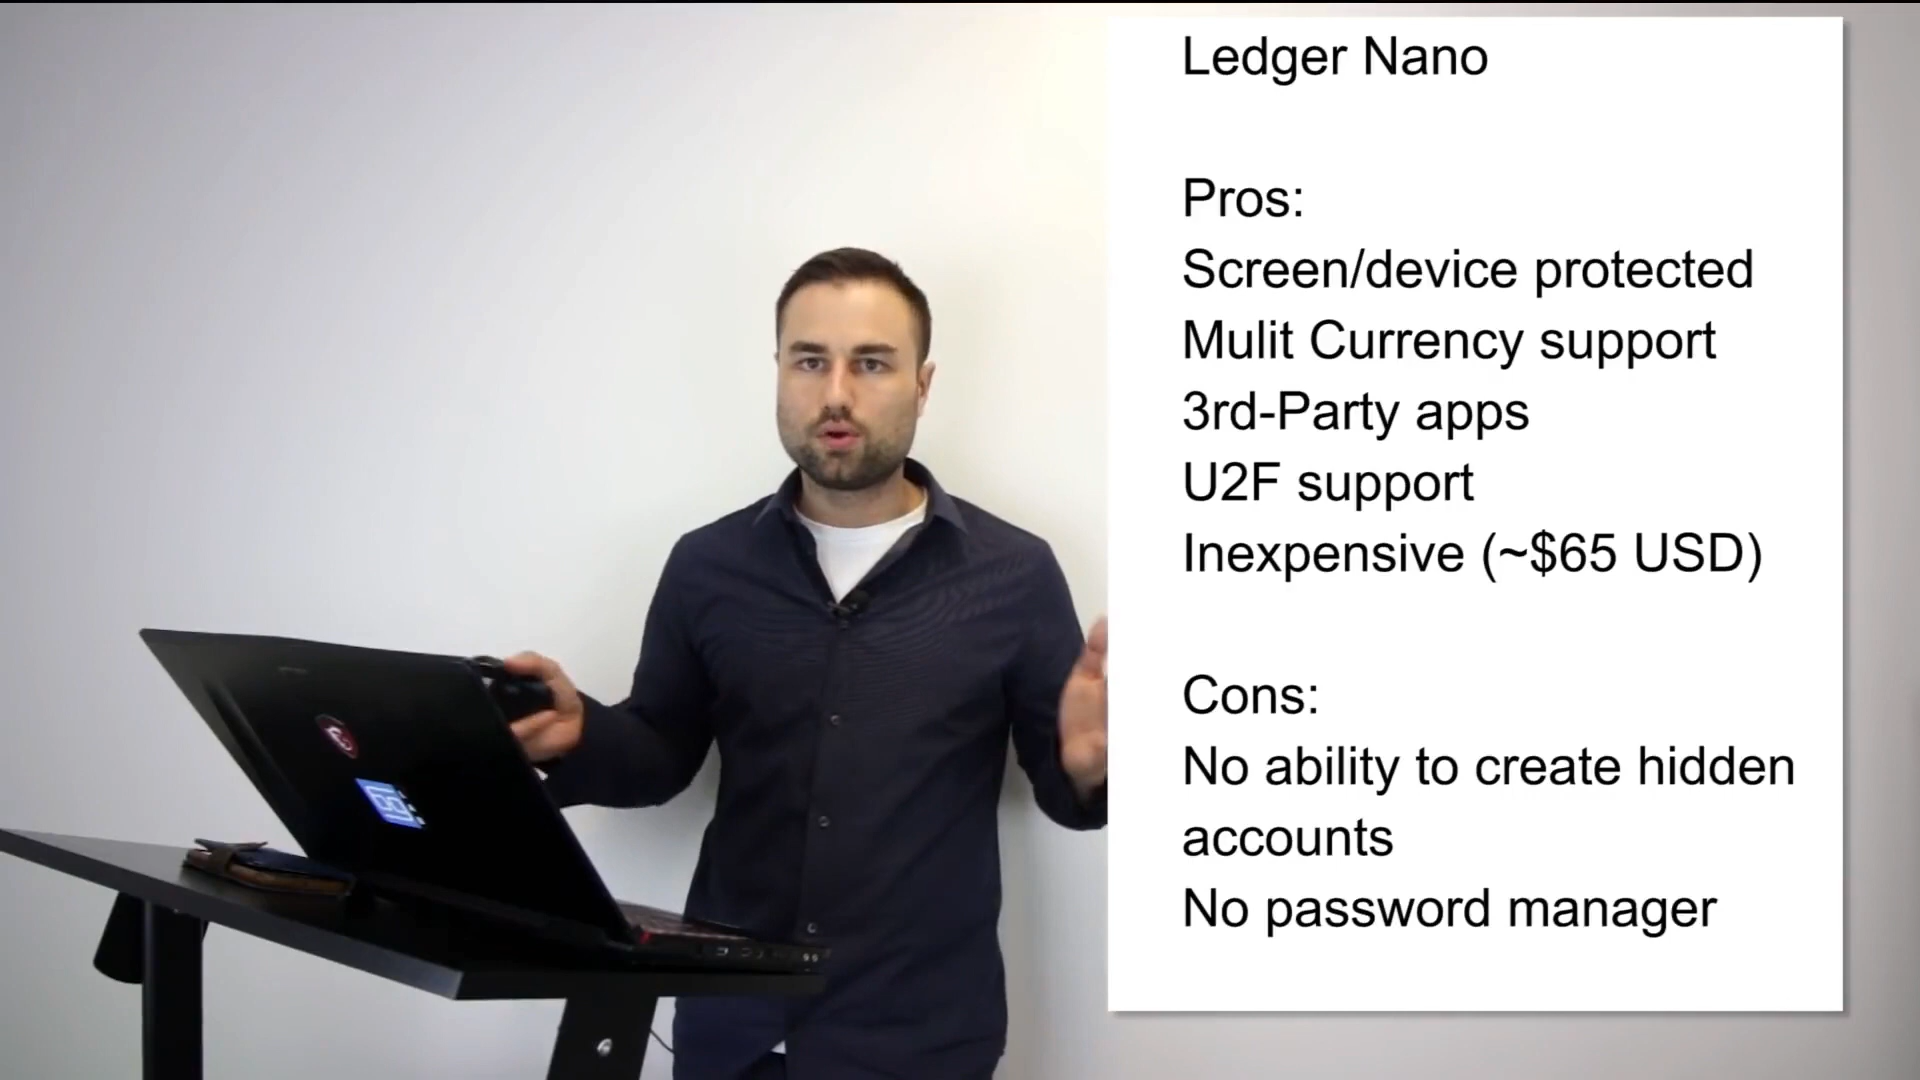 Ledger Nano
Pros:
Screen/device protected
Mulit Currency support
3rd-Party apps
U2F support
Inexpensive (~$65 USD)
Cons:
No ability to create hidden
accounts
No password manager